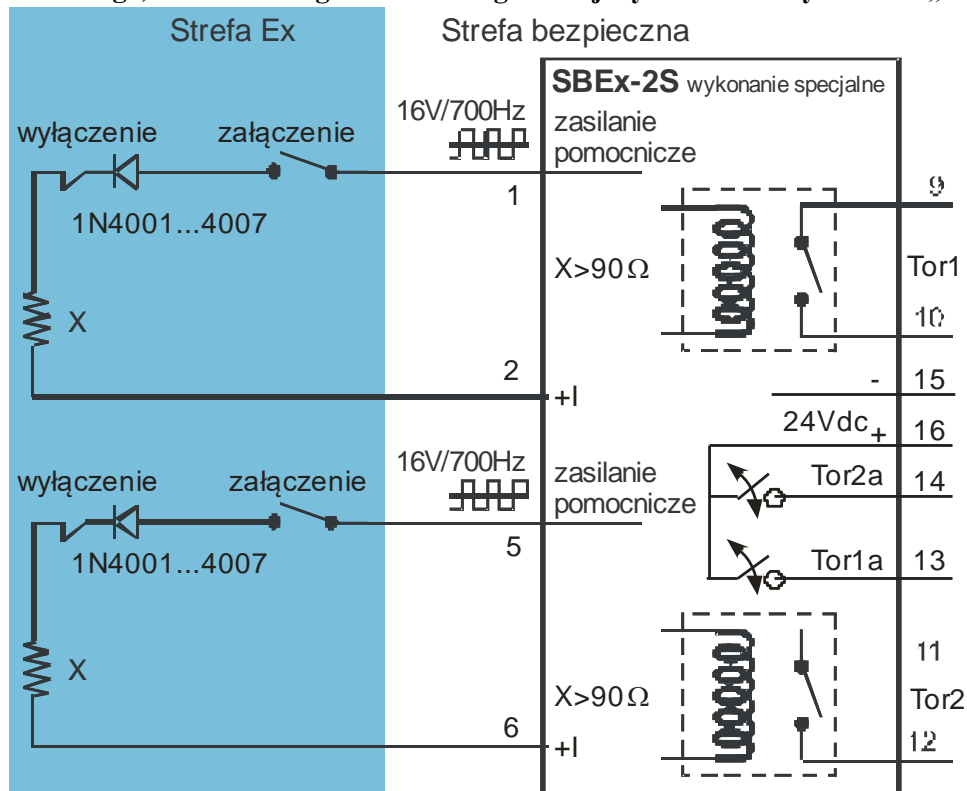 Strefa Ex Strefa bezpieczna
SBEx-2S wykonanie specjalne
16V/700Hz
wyłączenie załączenie
zasilanie
pomocnicze
1
9
1N4001...4007
X>90Ω
Tor1
X
10
2
+I
- 15
24Vdc + 16
16V/700Hz
wyłączenie załączenie
zasilanie
pomocnicze
Tor2a 14
5
1N4001...4007
Tor1a 13
11
X
X>90Ω
Tor2
6
+I
12